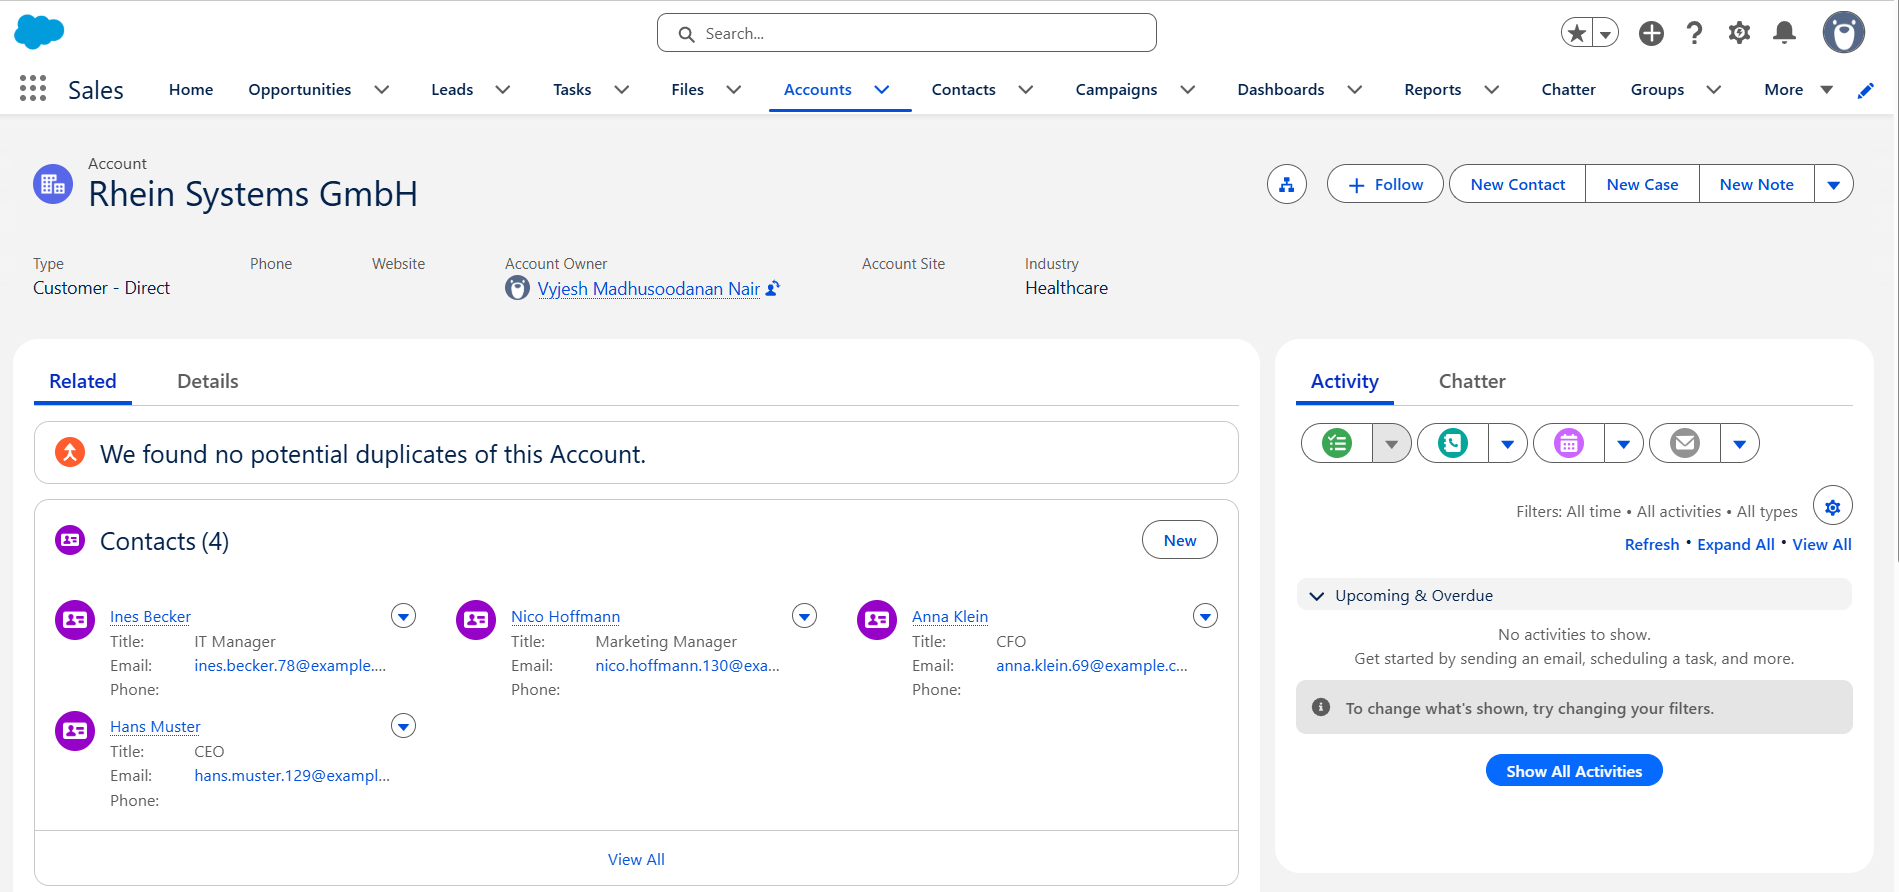 Search...
Sales
Home
Opportunities
Leads
Tasks
Files
Accounts
Contacts
Campaigns
Dashboards
Reports
Chatter
Groups
More
Account
Rhein Systems GmbH
Follow
New Contact
New Case
New Note
Type
Customer - Direct
Phone
Website
Account Owner
Vyjesh Madhusoodanan Nair
Account Site
Industry
Healthcare
Related
Details
We found no potential duplicates of this Account.
Contacts (4)
New
Ines Becker
Title: IT Manager
Email: ines.becker.78@example....
Phone:
Nico Hoffmann
Title: Marketing Manager
Email: nico.hoffmann.130@exa...
Phone:
Anna Klein
Title: CFO
Email: anna.klein.69@example.c...
Phone:
Hans Muster
Title: CEO
Email: hans.muster.129@exampl...
Phone:
View All
Activity
Chatter
Filters: All time • All activities • All types
Refresh • Expand All • View All
Upcoming & Overdue
No activities to show.
Get started by sending an email, scheduling a task, and more.
To change what's shown, try changing your filters.
Show All Activities